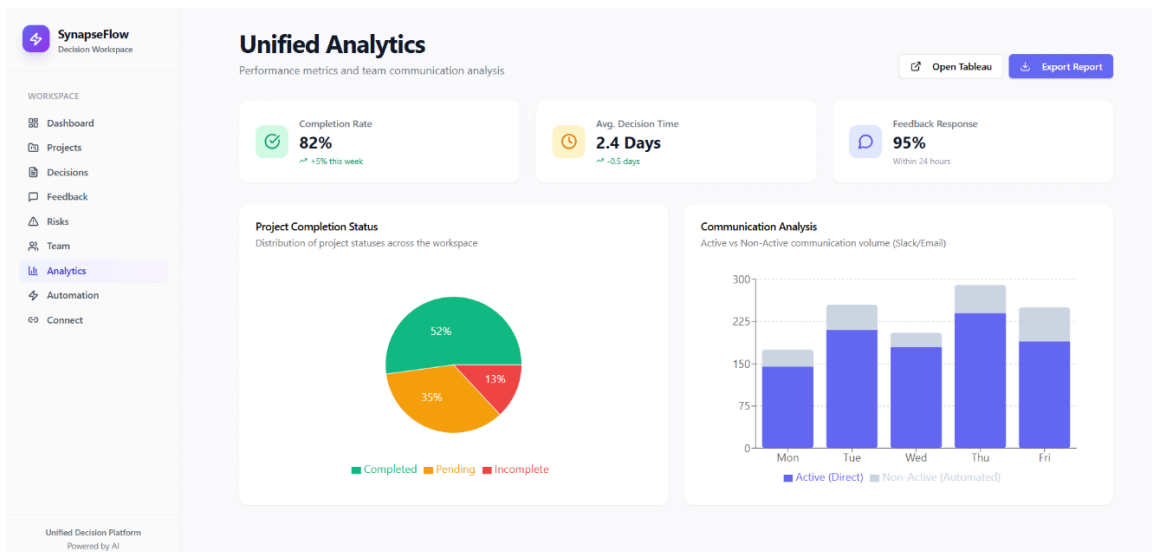 SynapseFlow
Decision Workspace
WORKSPACE
Dashboard
Projects
Decisions
Feedback
Risks
Team
Analytics
Automation
Connect
Unified Decision Platform
Powered by AI
Unified Analytics
Performance metrics and team communication analysis
Open Tableau
Export Report
Completion Rate
82%
+5% this week
Avg. Decision Time
2.4 Days
-0.5 days
Feedback Response
95%
Within 24 hours
Project Completion Status
Distribution of project statuses across the workspace
52%
13%
35%
Completed Pending Incomplete
Communication Analysis
Active vs Non-Active communication volume (Slack/Email)
300
225
150
75
0
Mon Tue Wed Thu Fri
Active (Direct) Non-Active (Automated)